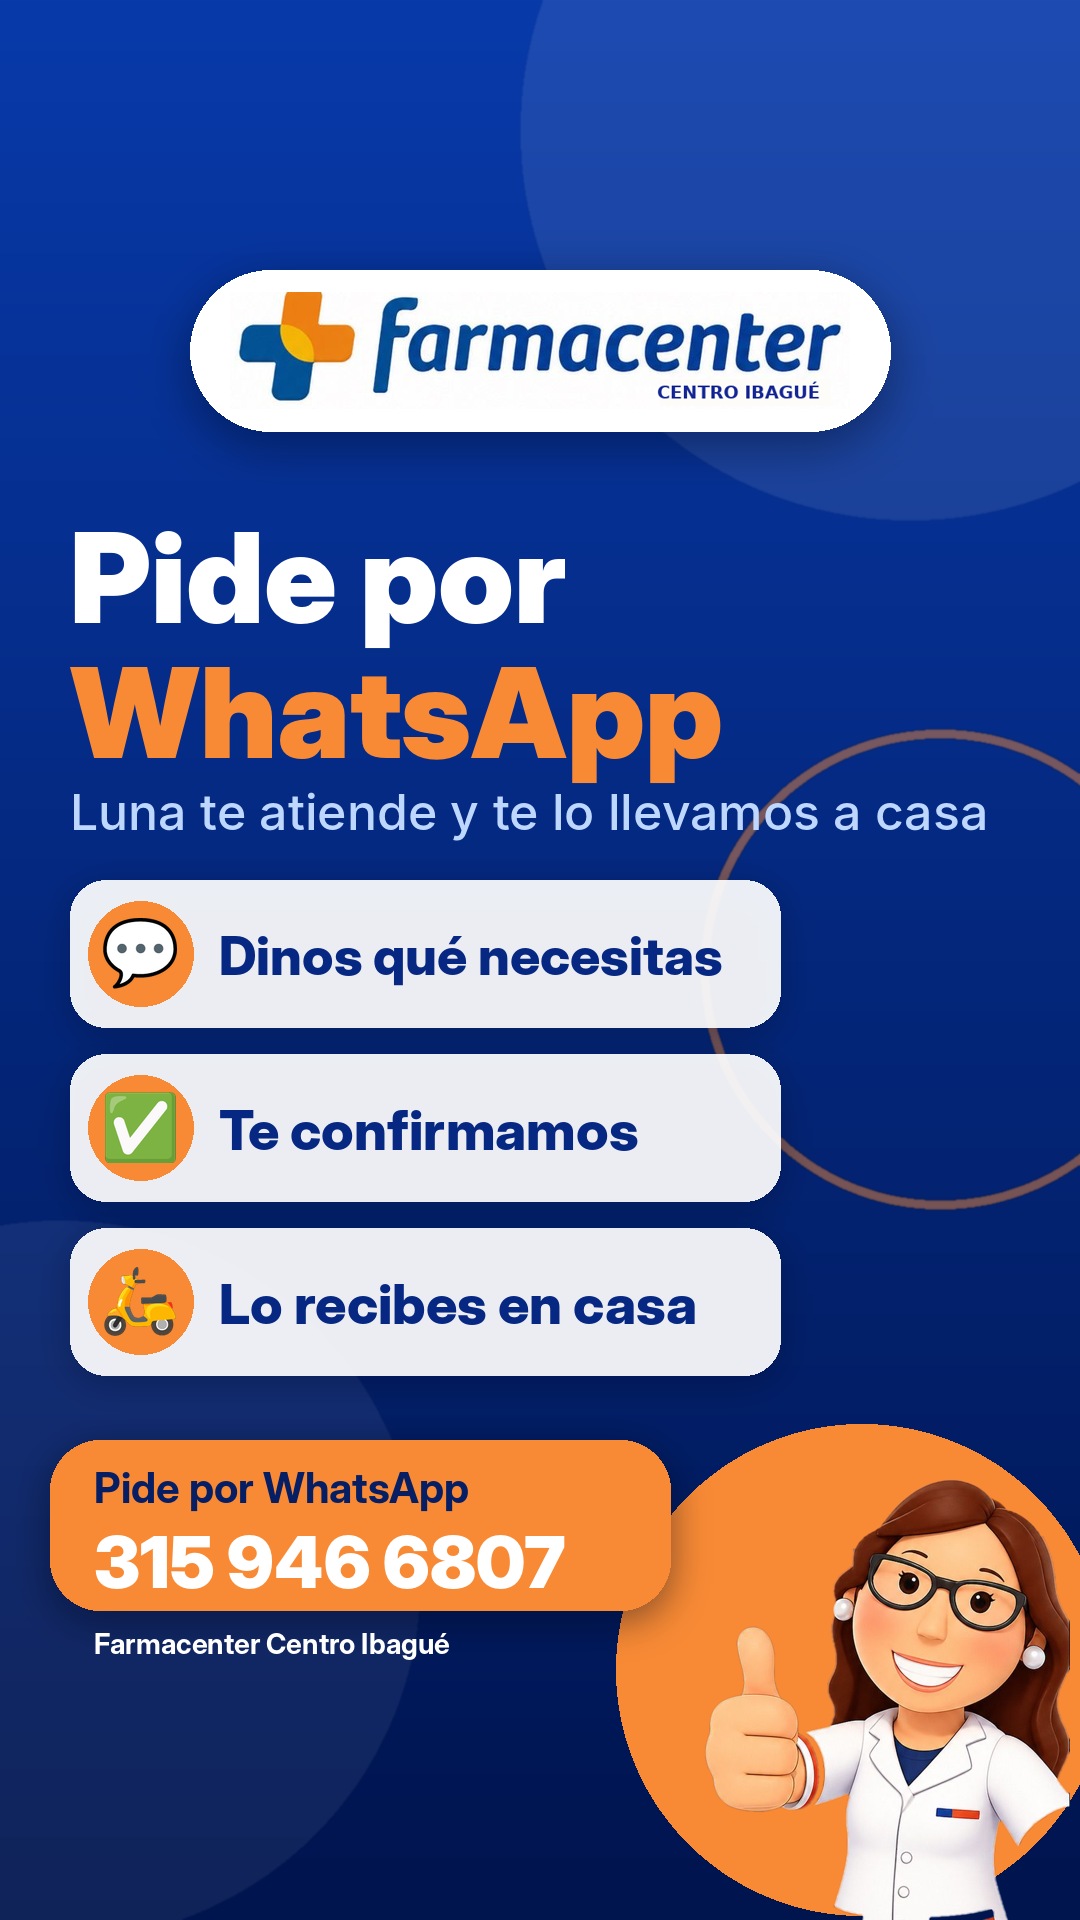 farmacenter
CENTRO IBAGUÉ
Pide por
WhatsApp
Luna te atiende y te lo llevamos a casa
Dinos qué necesitas
Te confirmamos
Lo recibes en casa
Pide por WhatsApp
315 946 6807
Farmacenter Centro Ibagué